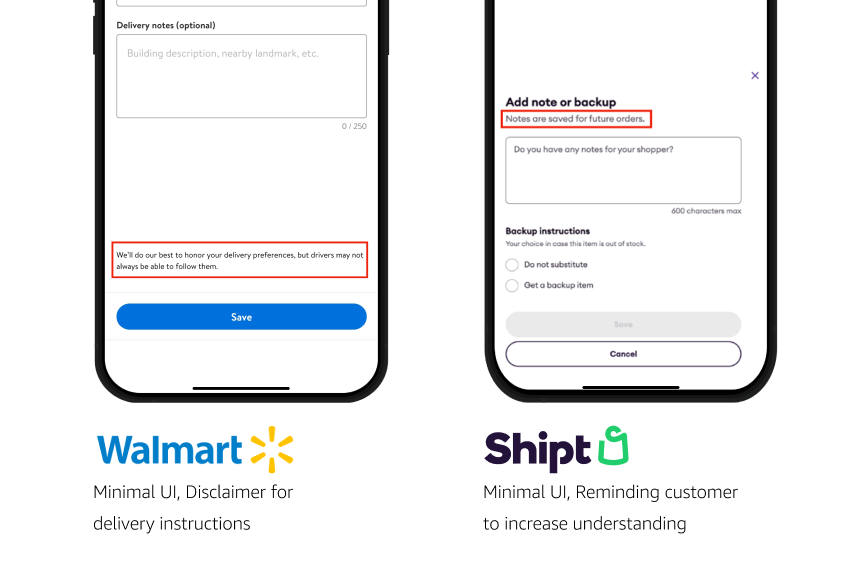 Delivery notes (optional)
Building description, nearby landmark, etc.
0 / 250
We'll do our best to honor your delivery preferences, but drivers may not
always be able to follow them.
Save
Walmart
Minimal UI, Disclaimer for
delivery instructions
Add note or backup
Notes are saved for future orders.
Do you have any notes for your shopper?
600 characters max
Backup instructions
Your choice in case this item is out of stock.
Do not substitute
Get a backup item
Save
Cancel
Shipt
Minimal UI, Reminding customer
to increase understanding